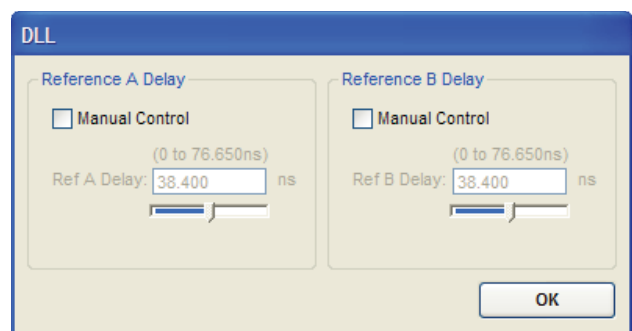 DLL
Reference A Delay
Manual Control
(0 to 76.650ns)
Ref A Delay: 38.400 ns
Reference B Delay
Manual Control
(0 to 76.650ns)
Ref B Delay: 38.400 ns
OK